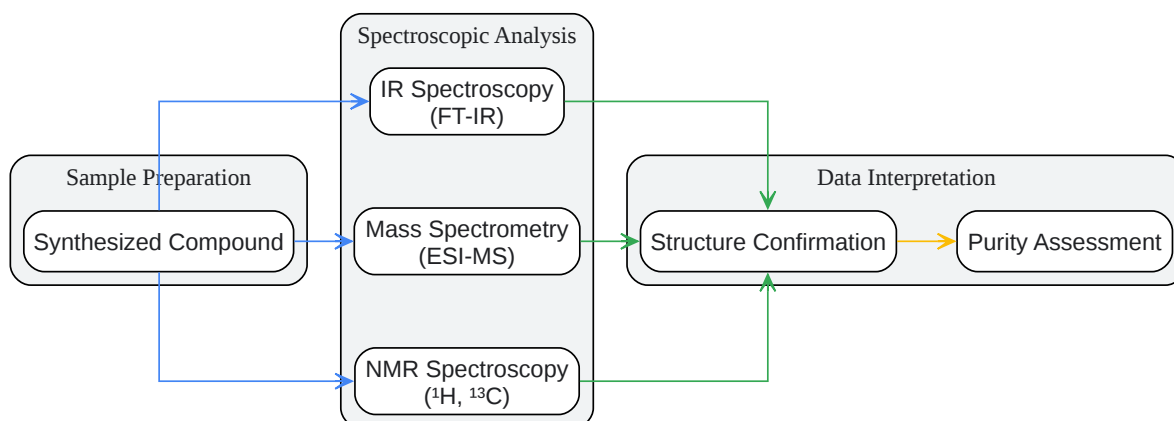 Spectroscopic Analysis
IR Spectroscopy
(FT-IR)
Sample Preparation
Synthesized Compound
Mass Spectrometry
(ESI-MS)
NMR Spectroscopy
(¹H, ¹³C)
Data Interpretation
Structure Confirmation
Purity Assessment